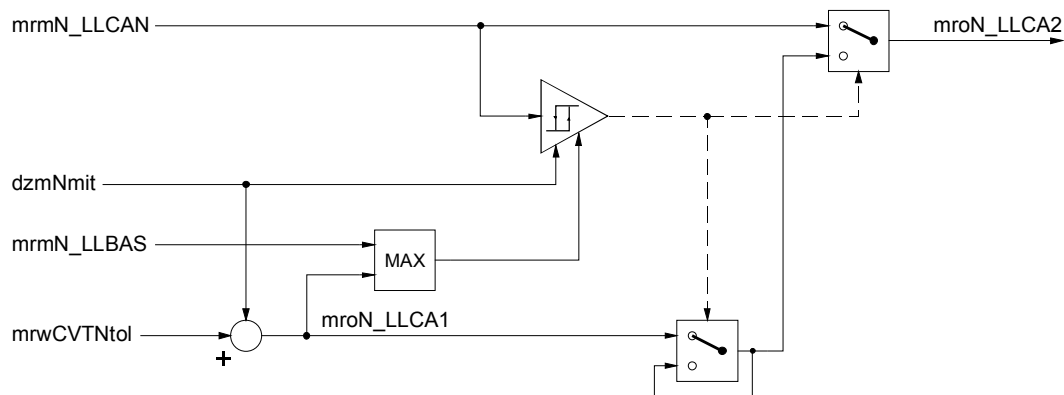 mrmN_LLCAN
mroN_LLCA2
dzmNmit
mrmN_LLBAS
MAX
mrwCVTNtol
mroN_LLCA1
+